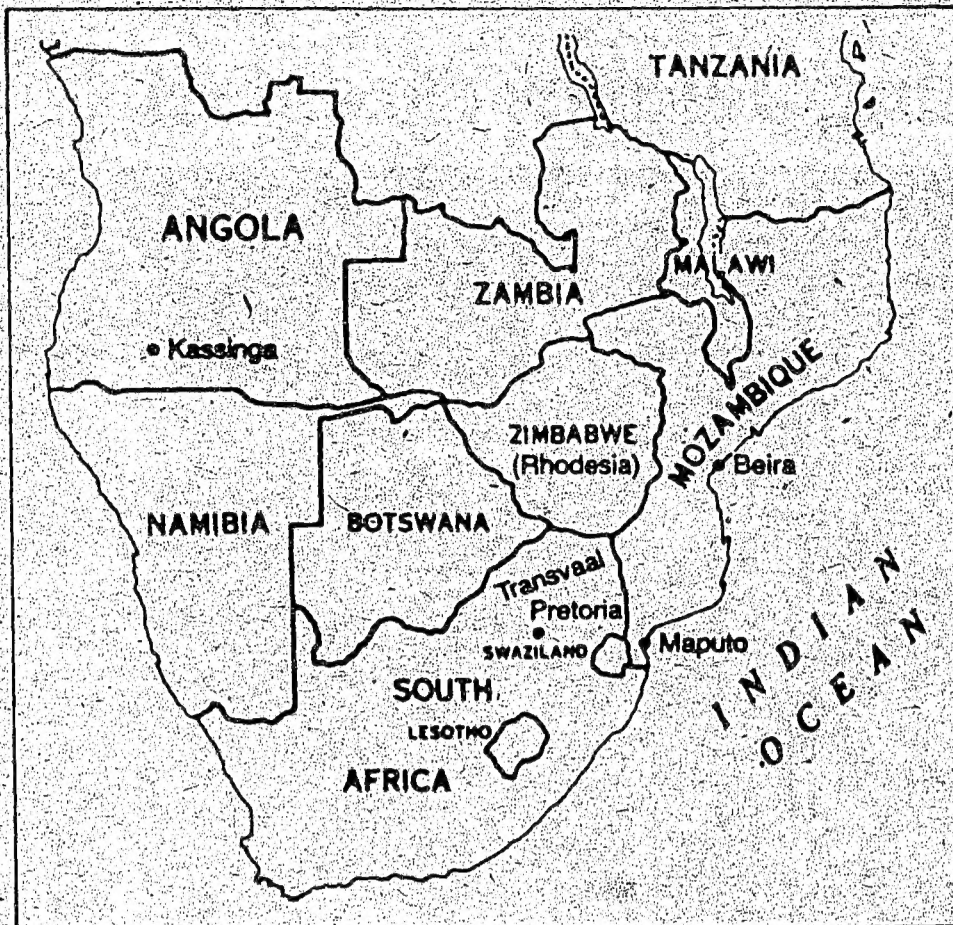 TANZANIA
ANGOLA
MALAWI
ZAMBIA
Kassinga
MOZAMBIQUE
ZIMBABWE
(Rhodesia)
Beira
NAMIBIA
BOTSWANA
Transvaal
Pretoria
SWAZILAND
Maputo
INDIAN
OCEAN
SOUTH
LESOTHO
AFRICA